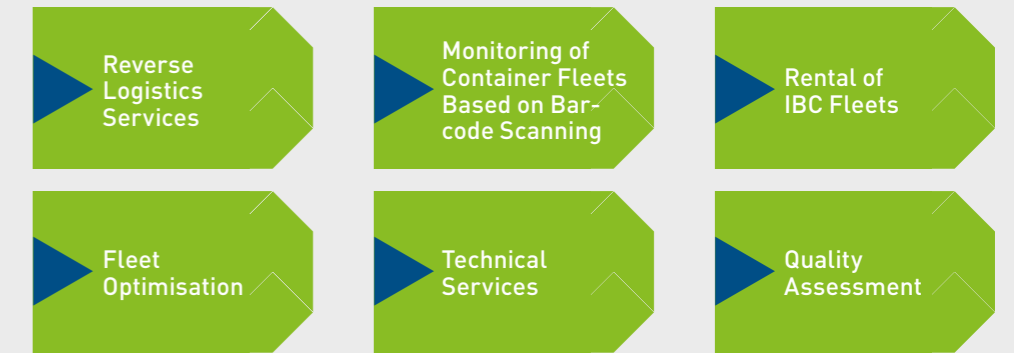 Reverse
Logistics
Services
Monitoring of
Container Fleets
Based on Bar-
code Scanning
Rental of
IBC Fleets
Fleet
Optimisation
Technical
Services
Quality
Assessment